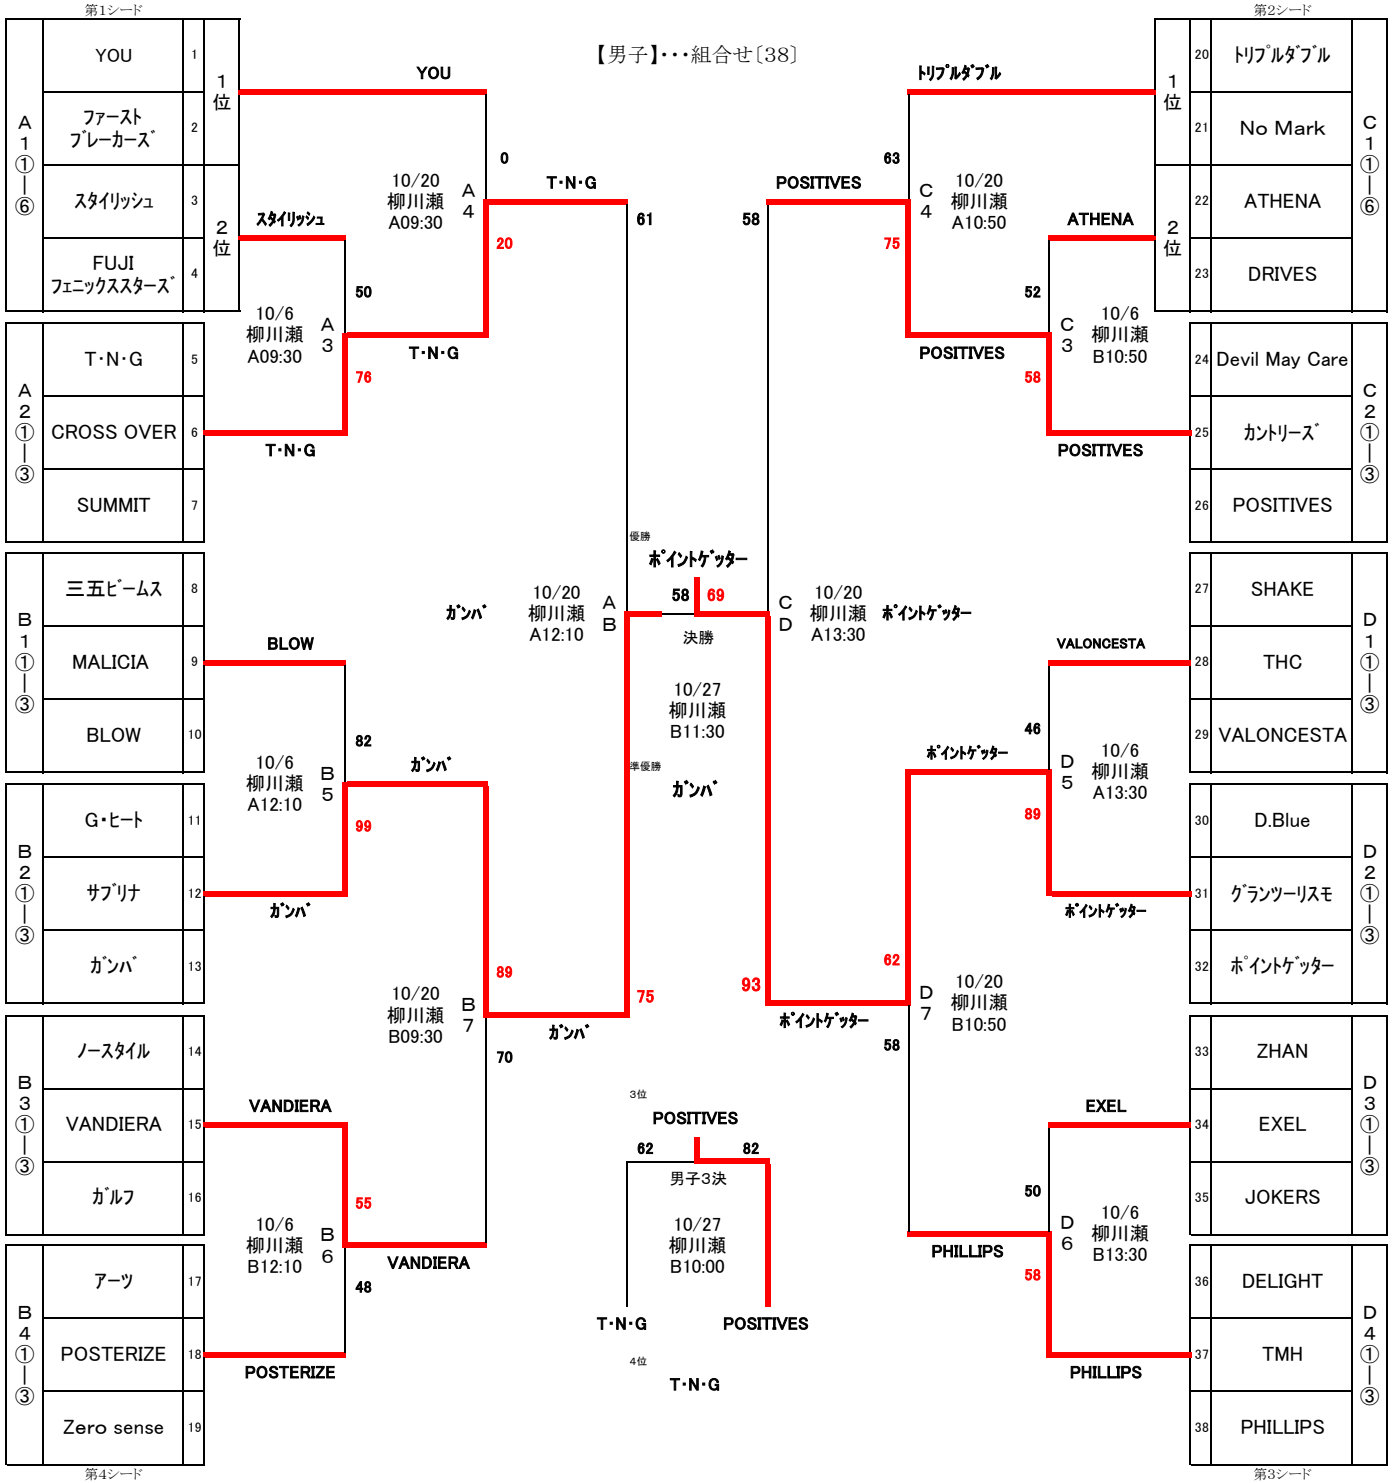 第1シード
第2シード
【男子】・・・組合せ〔38〕
A
1
①
|
⑥
YOU
1
ファースト
ブレーカーズ
2
スタイリッシュ
3
FUJI
フェニックススターズ
4
1
位
2
位
A
2
①
|
③
T・N・G
5
CROSS OVER
6
SUMMIT
7
B
1
①
|
③
三五ビームス
8
MALICIA
9
BLOW
10
B
2
①
|
③
G・ヒート
11
サブリナ
12
ガンバ
13
B
3
①
|
③
ノースタイル
14
VANDIERA
15
ガルフ
16
B
4
①
|
③
アーツ
17
POSTERIZE
18
Zero sense
19
第4シード
YOU
0
10/20
柳川瀬
A09:30
A
4
20
T・N・G
61
スタイリッシュ
50
10/6
柳川瀬
A09:30
A
3
76
T・N・G
T・N・G
BLOW
82
10/6
柳川瀬
A12:10
B
5
99
ガンバ
ガンバ
89
10/20
柳川瀬
B09:30
B
7
70
ガンバ
75
VANDIERA
55
10/6
柳川瀬
B12:10
B
6
48
VANDIERA
POSTERIZE
ガンバ
10/20
柳川瀬
A12:10
A
B
優勝
ポイントゲッター
58
69
決勝
10/27
柳川瀬
B11:30
準優勝
ガンバ
C
D
10/20
柳川瀬
A13:30
ポイントゲッター
3位
POSITIVES
62
82
男子3決
10/27
柳川瀬
B10:00
T・N・G
POSITIVES
4位
T・N・G
トリプルダブル
63
POSITIVES
58
C
4
10/20
柳川瀬
A10:50
75
ATHENA
52
C
3
10/6
柳川瀬
B10:50
POSITIVES
58
POSITIVES
VALONCESTA
46
D
5
10/6
柳川瀬
A13:30
ポイントゲッター
89
ポイントゲッター
62
93
ポイントゲッター
D
7
10/20
柳川瀬
B10:50
58
EXEL
50
D
6
10/6
柳川瀬
B13:30
PHILLIPS
58
PHILLIPS
1
位
2
位
20
トリプルダブル
21
No Mark
22
ATHENA
23
DRIVES
C
1
①
|
⑥
24
Devil May Care
25
カントリーズ
26
POSITIVES
C
2
①
|
③
27
SHAKE
28
THC
29
VALONCESTA
D
1
①
|
③
30
D.Blue
31
グランツーリスモ
32
ポイントゲッター
D
2
①
|
③
33
ZHAN
34
EXEL
35
JOKERS
D
3
①
|
③
36
DELIGHT
37
TMH
38
PHILLIPS
D
4
①
|
③
第3シード